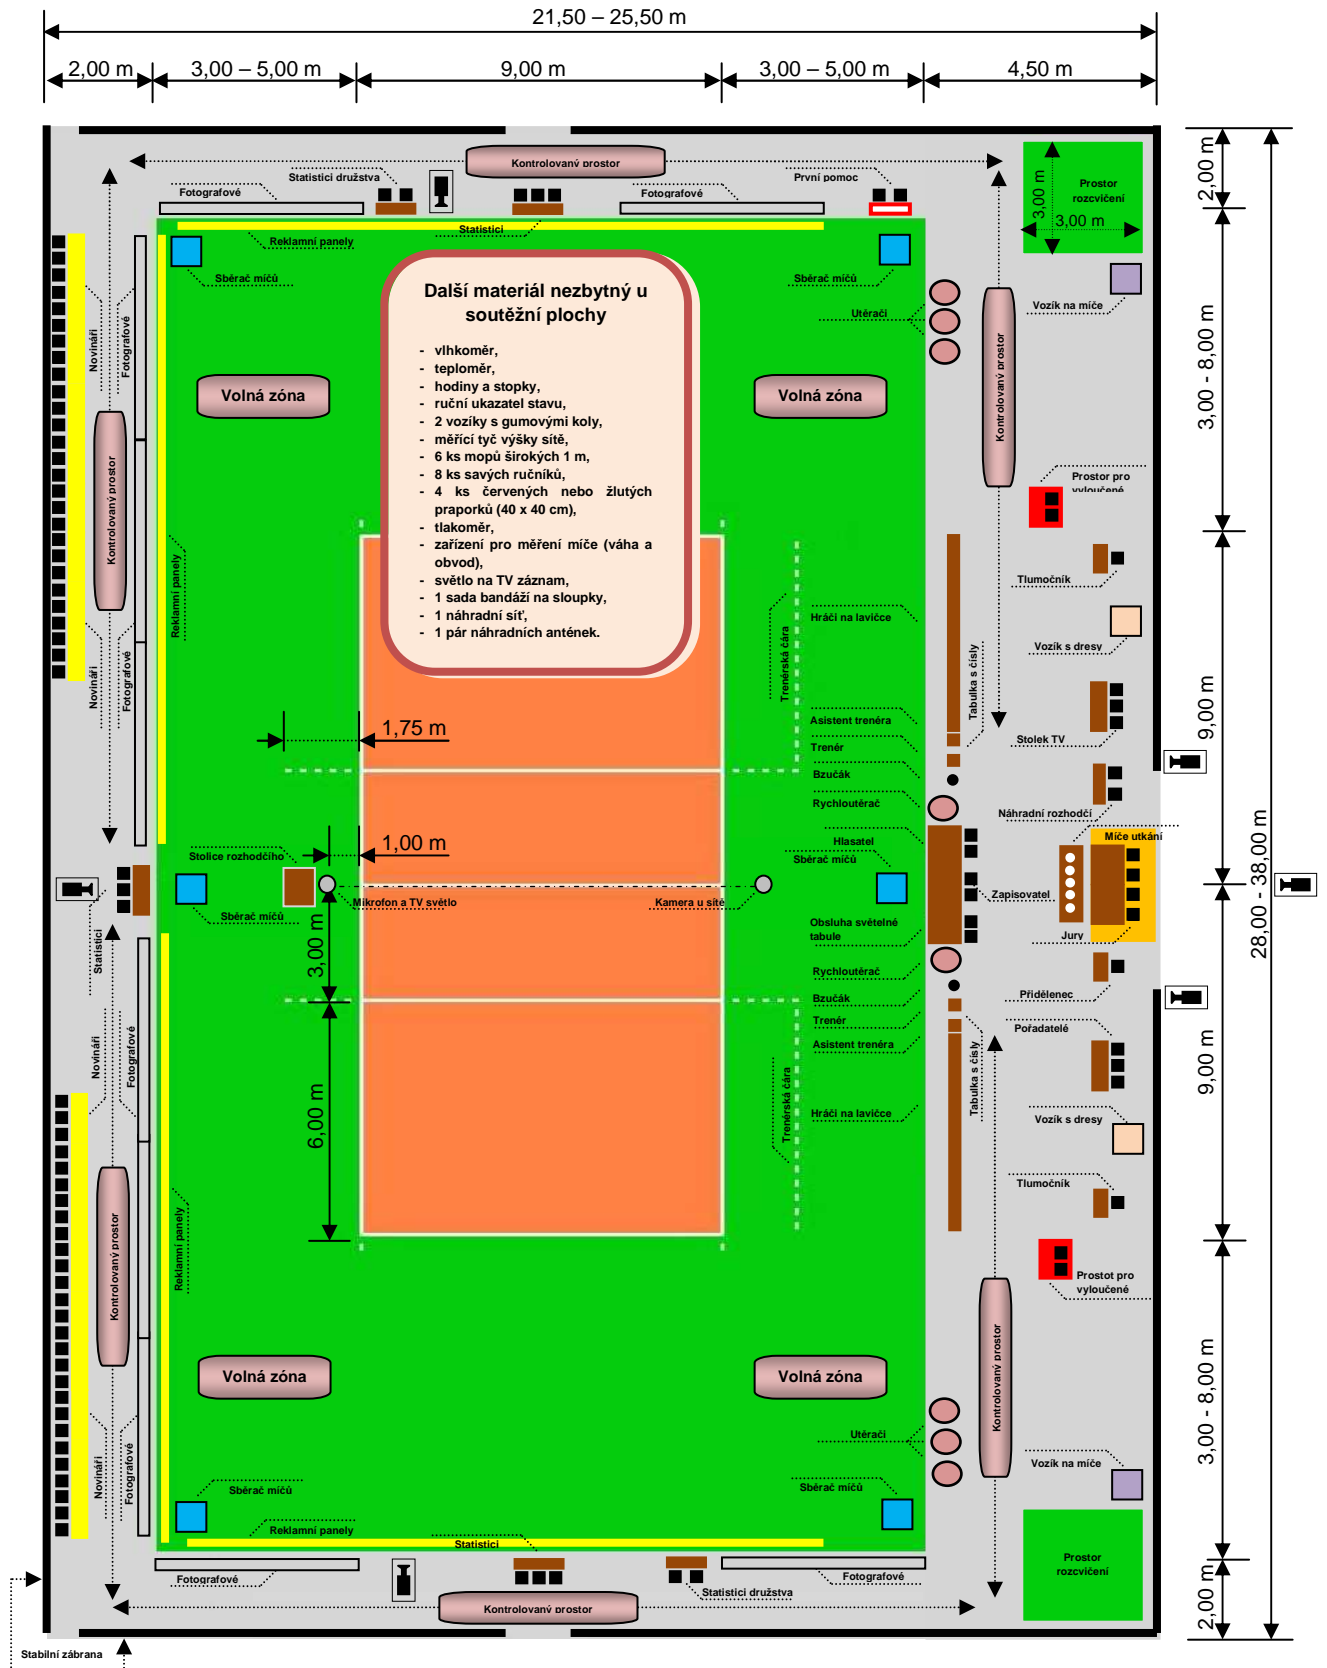 21,50 – 25,50 m
2,00 m
3,00 – 5,00 m
9,00 m
3,00 – 5,00 m
4,50 m
Kontrolovaný prostor
Statistici družstva
První pomoc
Fotografové
Fotografové
Statistici
Reklamní panely
Sběrač míčů
Sběrač míčů
Prostor
rozcvičení
3,00 m
3,00 m
2,00 m
Vozík na míče
Utěrači
Další materiál nezbytný u
soutěžní plochy
- vlhkoměr,
- teploměr,
- hodiny a stopky,
- ruční ukazatel stavu,
- 2 vozíky s gumovými koly,
- měřící tyč výšky sítě,
- 6 ks mopů širokých 1 m,
- 8 ks savých ručníků,
- 4 ks červených nebo žlutých
praporků (40 x 40 cm),
- tlakoměr,
- zařízení pro měření míče (váha a
obvod),
- světlo na TV záznam,
- 1 sada bandáží na sloupky,
- 1 náhradní síť,
- 1 pár náhradních antének.
Novináři
Fotografové
Kontrolovaný prostor
Volná zóna
Volná zóna
Kontrolovaný prostor
3,00 - 8,00 m
Prostor pro
vyloučené
Reklamní panely
Novináři
Fotografové
Tlumočník
Hráči na lavičce
Trenérská čára
Tabulka s čísly
Vozík s dresy
9,00 m
1,75 m
Asistent trenéra
Trenér
Bzučák
Rychloutěrač
Stolek TV
Náhradní rozhodčí
Míče utkání
1,00 m
Stolice rozhodčího
Hlasatel
Sběrač míčů
Sběrač míčů
Mikrofon a TV světlo
Kamera u sítě
Zapisovatel
Obsluha světelné
tabule
Jury
28,00 - 38,00 m
Statistici
3,00 m
Rychloutěrač
Bzučák
Trenér
Asistent trenéra
Přidělenec
Pořadatelé
Novináři
Fotografové
6,00 m
Trenérská čára
Hráči na lavičce
Tabulka s čísly
Vozík s dresy
9,00 m
Tlumočník
Kontrolovaný prostor
Reklamní panely
Prostot pro
vyloučené
Volná zóna
Volná zóna
Kontrolovaný prostor
3,00 - 8,00 m
Utěrači
Novináři
Fotografové
Vozík na míče
Sběrač míčů
Sběrač míčů
Reklamní panely
Statistici
Fotografové
Fotografové
Statistici družstva
Prostor
rozcvičení
2,00 m
Kontrolovaný prostor
Stabilní zábrana